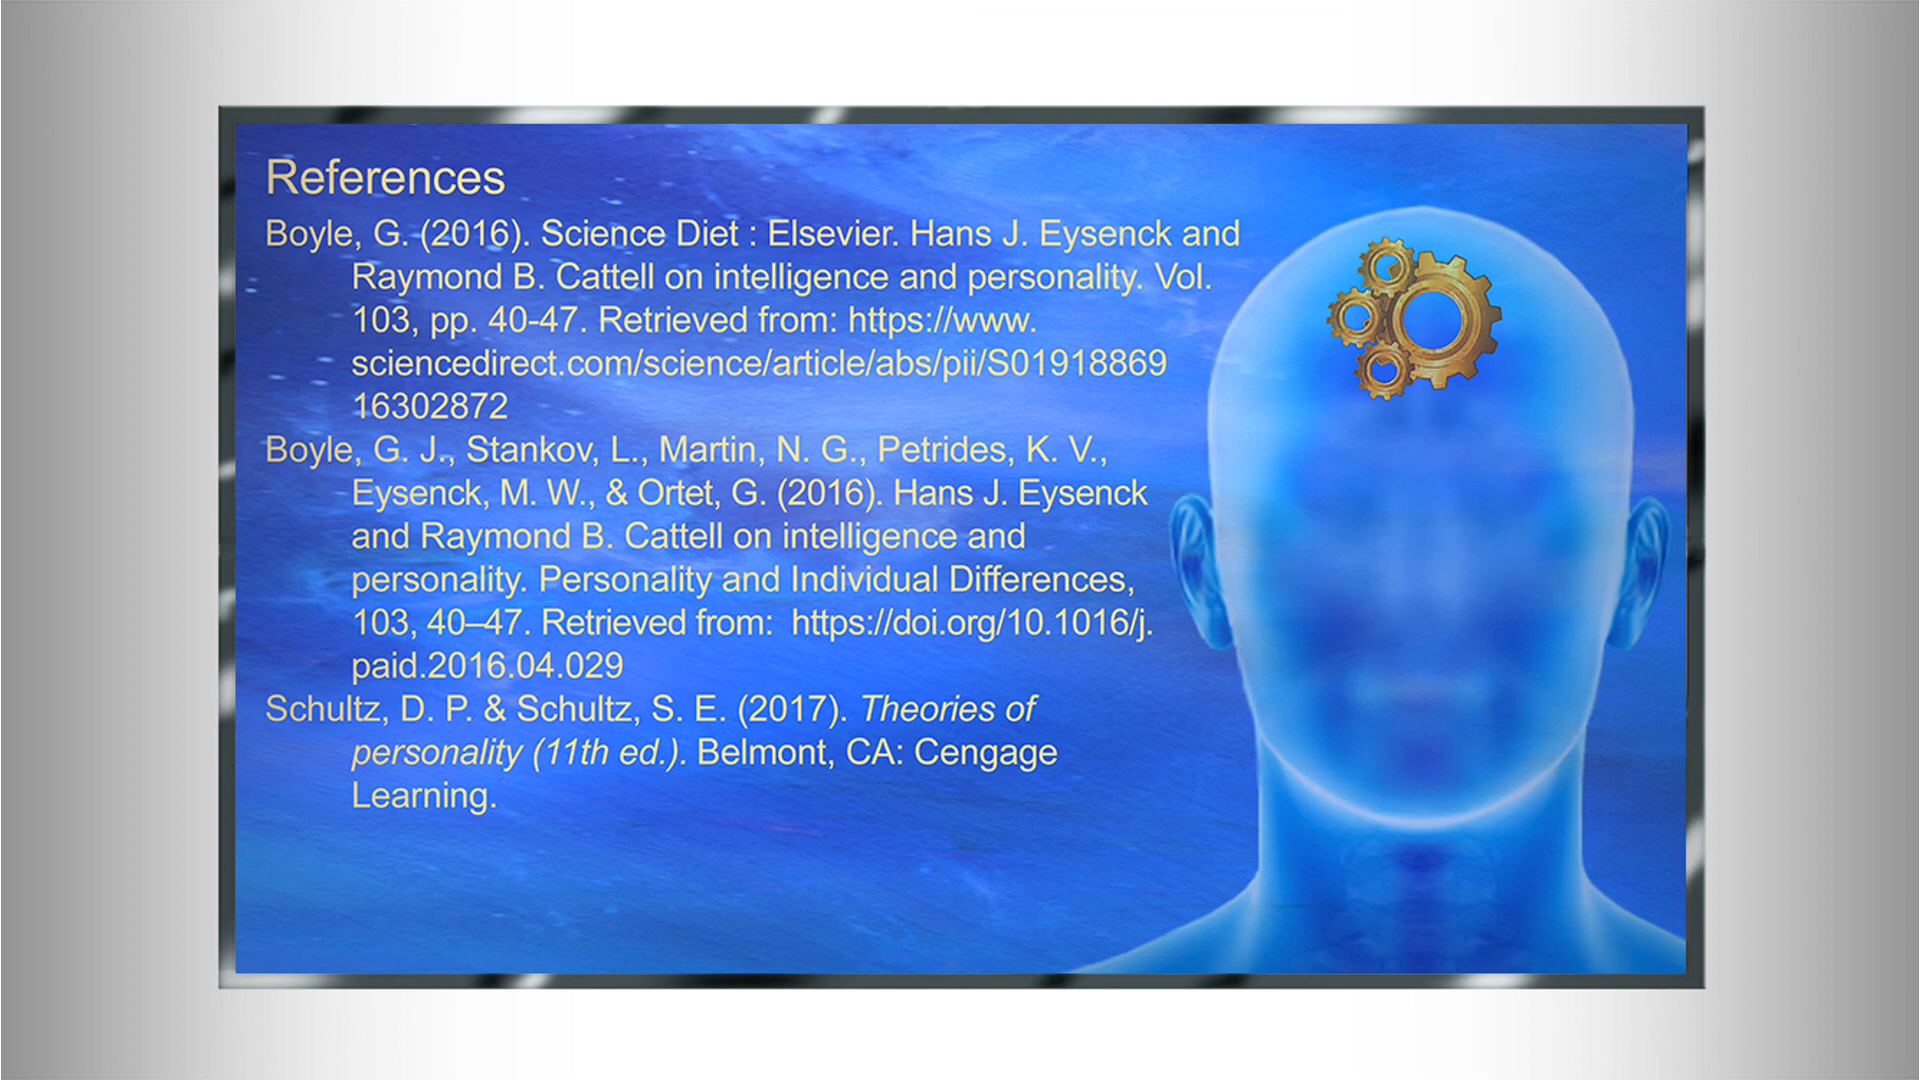 References
Boyle, G. (2016). Science Diet : Elsevier. Hans J. Eysenck and
Raymond B. Cattell on intelligence and personality. Vol.
103, pp. 40-47. Retrieved from: https://www.
sciencedirect.com/science/article/abs/pii/S01918869
16302872
Boyle, G. J., Stankov, L., Martin, N. G., Petrides, K. V.,
Eysenck, M. W., & Ortet, G. (2016). Hans J. Eysenck
and Raymond B. Cattell on intelligence and
personality. Personality and Individual Differences,
103, 40–47. Retrieved from:  https://doi.org/10.1016/j.
paid.2016.04.029
Schultz, D. P. & Schultz, S. E. (2017). Theories of
personality (11th ed.). Belmont, CA: Cengage
Learning.